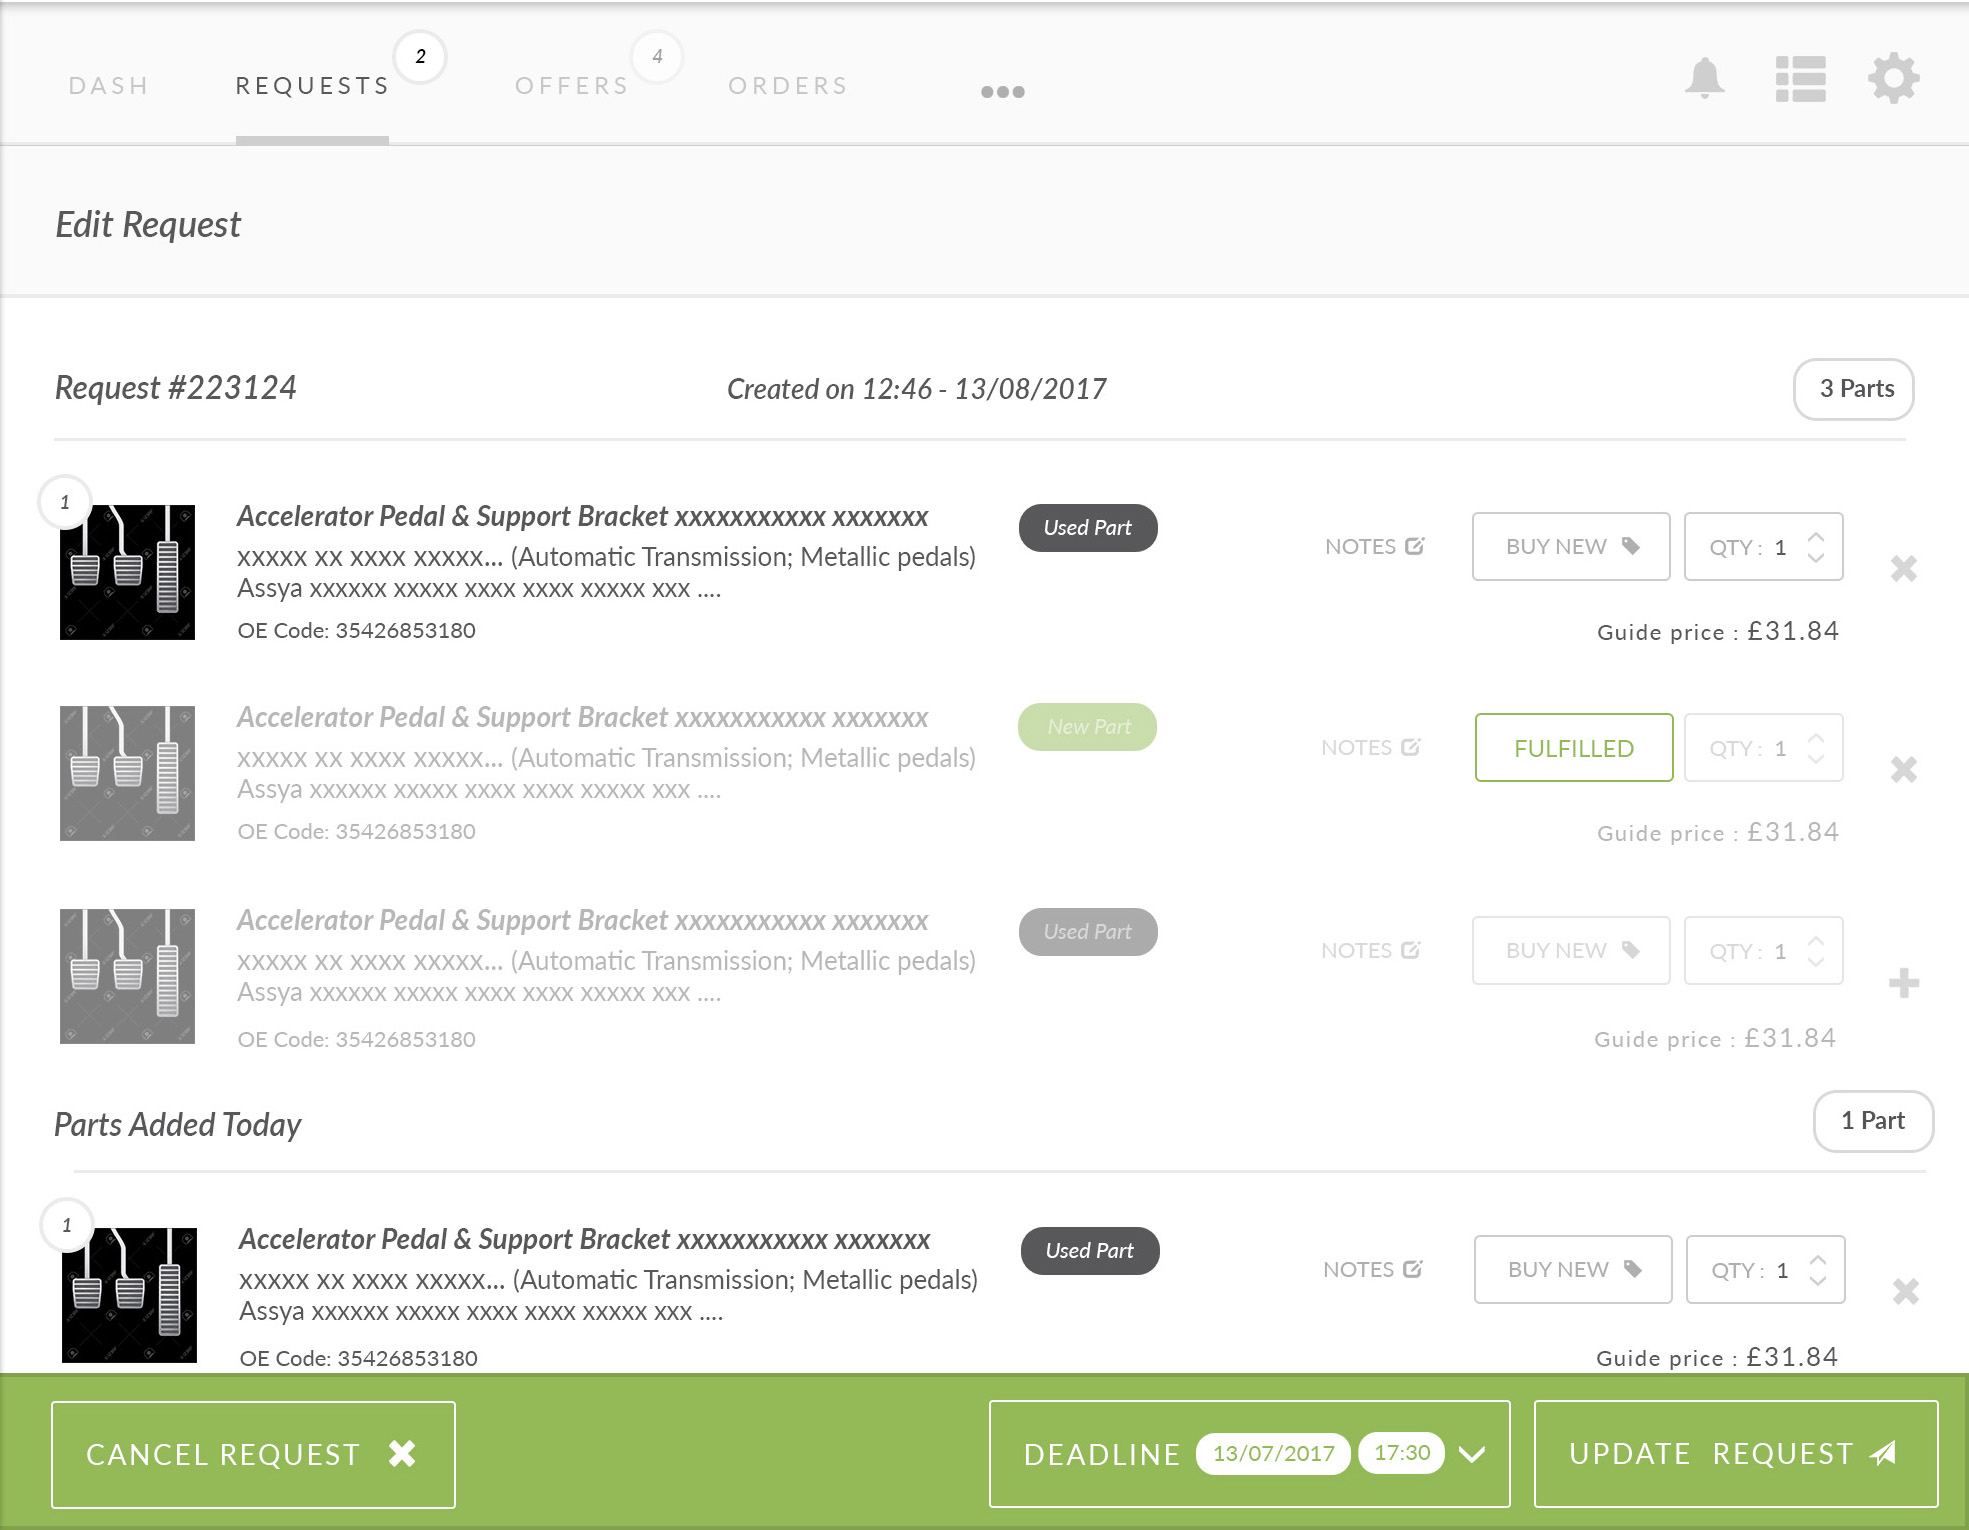 DASH
REQUESTS
2
OFFERS
4
ORDERS
Edit Request
Request #223124
Created on 12:46 - 13/08/2017
3 Parts
1
Accelerator Pedal & Support Bracket xxxxxxxxxxx xxxxxxx
xxxxx xx xxxx xxxxx... (Automatic Transmission; Metallic pedals)
Assya xxxxxx xxxxx xxxx xxxx xxxxx xxx ....
OE Code: 35426853180
Used Part
NOTES
BUY NEW
QTY : 1
Guide price : £31.84
Accelerator Pedal & Support Bracket xxxxxxxxxxx xxxxxxx
xxxxx xx xxxx xxxxx... (Automatic Transmission; Metallic pedals)
Assya xxxxxx xxxxx xxxx xxxx xxxxx xxx ....
OE Code: 35426853180
New Part
NOTES
FULFILLED
QTY : 1
Guide price : £31.84
Accelerator Pedal & Support Bracket xxxxxxxxxxx xxxxxxx
xxxxx xx xxxx xxxxx... (Automatic Transmission; Metallic pedals)
Assya xxxxxx xxxxx xxxx xxxx xxxxx xxx ....
OE Code: 35426853180
Used Part
NOTES
BUY NEW
QTY : 1
Guide price : £31.84
Parts Added Today
1 Part
1
Accelerator Pedal & Support Bracket xxxxxxxxxxx xxxxxxx
xxxxx xx xxxx xxxxx... (Automatic Transmission; Metallic pedals)
Assya xxxxxx xxxxx xxxx xxxx xxxxx xxx ....
OE Code: 35426853180
Used Part
NOTES
BUY NEW
QTY : 1
Guide price : £31.84
CANCEL REQUEST
DEADLINE 13/07/2017 17:30
UPDATE REQUEST